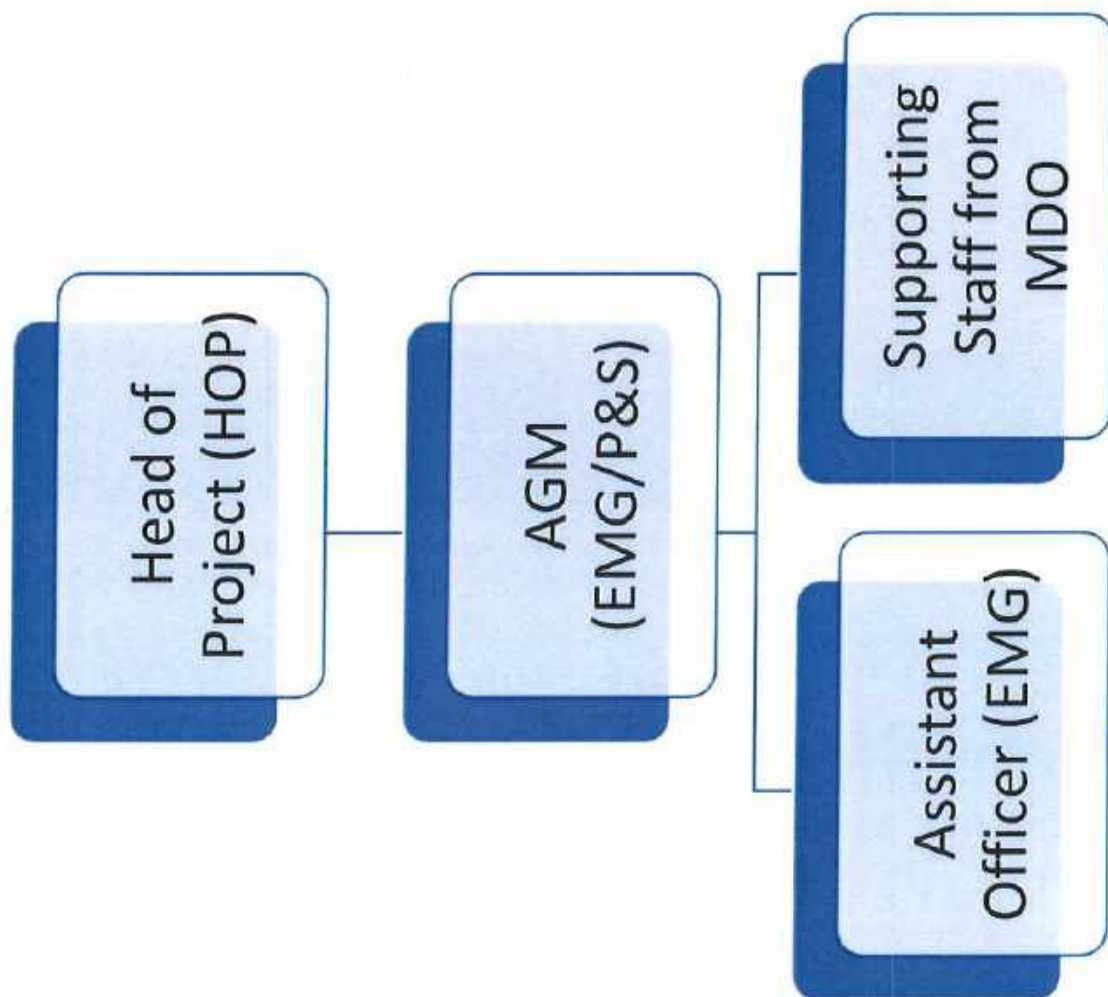 Head of
Project (HOP)
AGM
(EMG/P&S)
Assistant
Officer (EMG)
Supporting
Staff from
MDO